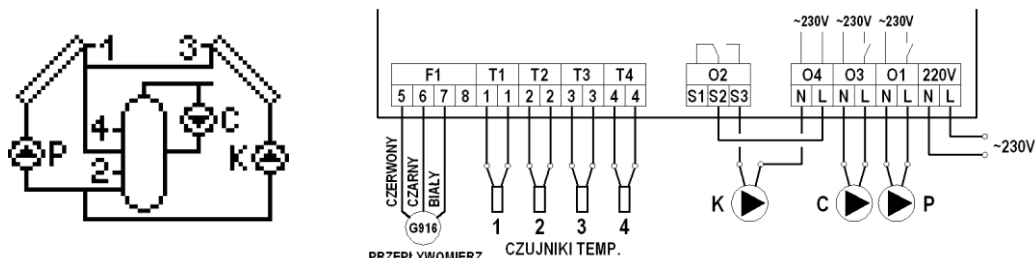 1 3
4 C
P 2 K
~230V ~230V ~230V
F1 T1 T2 T3 T4 O2 O4 O3 O1 220V
5 6 7 8 1 1 2 2 3 3 4 4 S1 S2 S3 N L N L N L N L
~230V
CZERWONY CZARNY BIAŁY
K C P
G916 1 2 3 4
PRZEPŁYWOMIERZ CZUJNIKI TEMP.